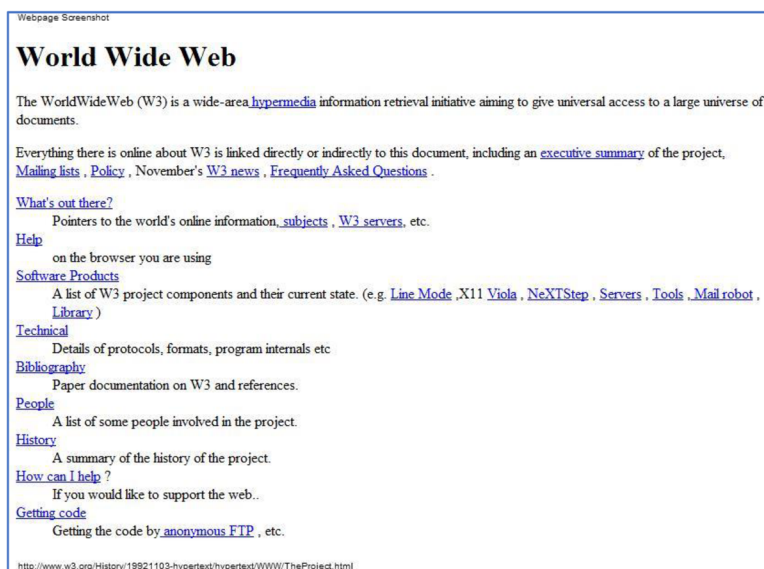 Webpage Screenshot
World Wide Web
The WorldWideWeb (W3) is a wide-area hypermedia information retrieval initiative aiming to give universal access to a large universe of
documents.
Everything there is online about W3 is linked directly or indirectly to this document, including an executive summary of the project,
Mailing lists , Policy , November's W3 news , Frequently Asked Questions .
What's out there?
Pointers to the world's online information, subjects , W3 servers, etc.
Help
on the browser you are using
Software Products
A list of W3 project components and their current state. (e.g. Line Mode ,X11 Viola , NeXTStep , Servers , Tools , Mail robot ,
Library )
Technical
Details of protocols, formats, program internals etc
Bibliography
Paper documentation on W3 and references.
People
A list of some people involved in the project.
History
A summary of the history of the project.
How can I help ?
If you would like to support the web..
Getting code
Getting the code by anonymous FTP , etc.
http://www.w3.org/History/19921103-hypertext/hypertext/WWW/TheProject.html